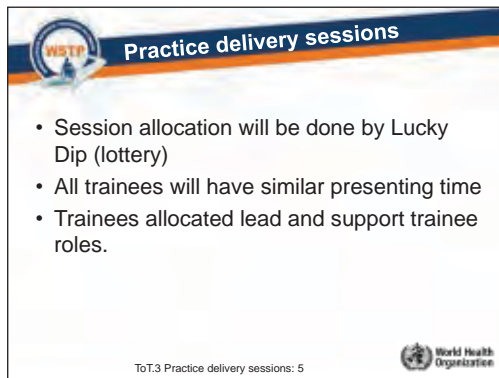 WSTP
Practice delivery sessions
• Session allocation will be done by Lucky
Dip (lottery)
• All trainees will have similar presenting time
• Trainees allocated lead and support trainee
roles.
ToT.3 Practice delivery sessions: 5
World Health
Organization